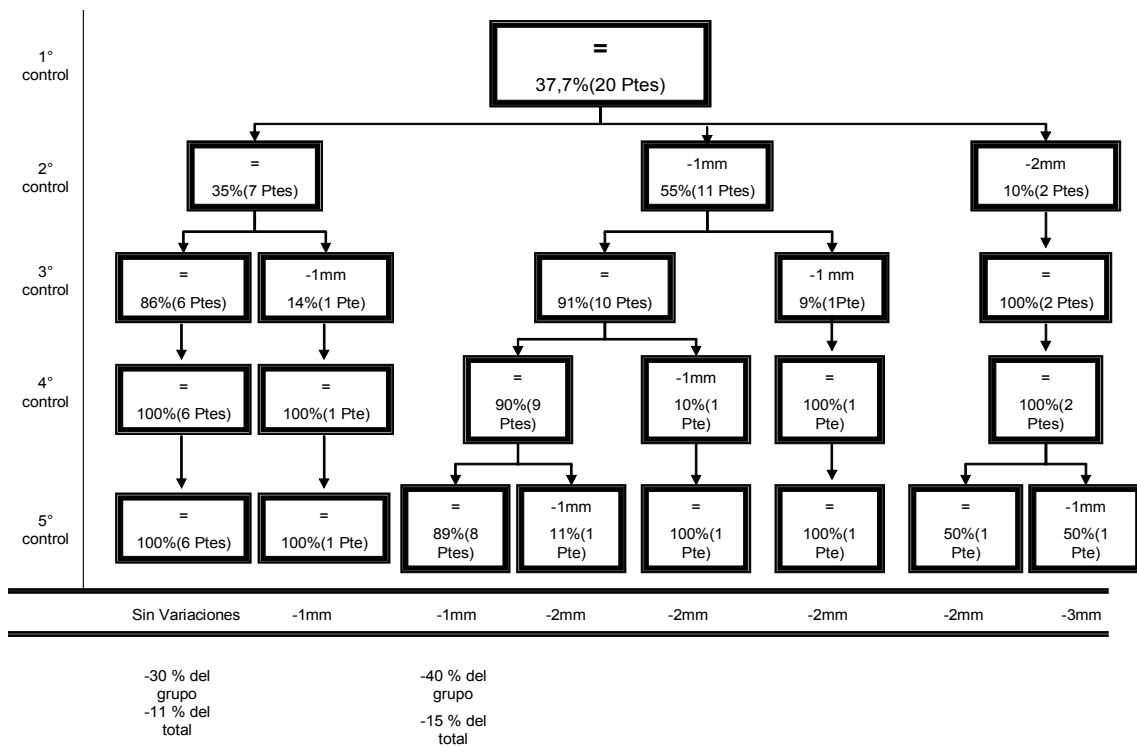 1°
control
=
37,7%(20 Ptes)
2°
control
=
35%(7 Ptes)
-1mm
55%(11 Ptes)
-2mm
10%(2 Ptes)
3°
control
=
86%(6 Ptes)
-1mm
14%(1 Pte)
=
91%(10 Ptes)
-1 mm
9%(1Pte)
=
100%(2 Ptes)
4°
control
=
100%(6 Ptes)
=
100%(1 Pte)
=
90%(9
Ptes)
-1mm
10%(1
Pte)
=
100%(1
Pte)
=
100%(2
Ptes)
5°
control
=
100%(6 Ptes)
=
100%(1 Pte)
=
89%(8
Ptes)
-1mm
11%(1
Pte)
=
100%(1
Pte)
=
100%(1
Pte)
=
50%(1
Pte)
-1mm
50%(1
Pte)
Sin Variaciones -1mm -1mm -2mm -2mm -2mm -2mm -3mm
-30 % del
grupo
-11 % del
total
-40 % del
grupo
-15 % del
total